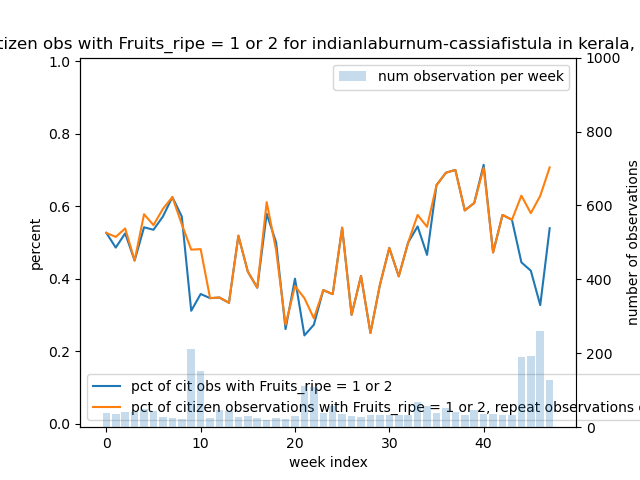 tizen obs with Fruits_ripe = 1 or 2 for indianlaburnum-cassiafistula in kerala,
num observation per week
percent
number of observations
1.0
0.8
0.6
0.4
0.2
0.0
1000
800
600
400
200
0
pct of cit obs with Fruits_ripe = 1 or 2
pct of citizen observations with Fruits_ripe = 1 or 2, repeat observations
0
10
20
30
40
week index